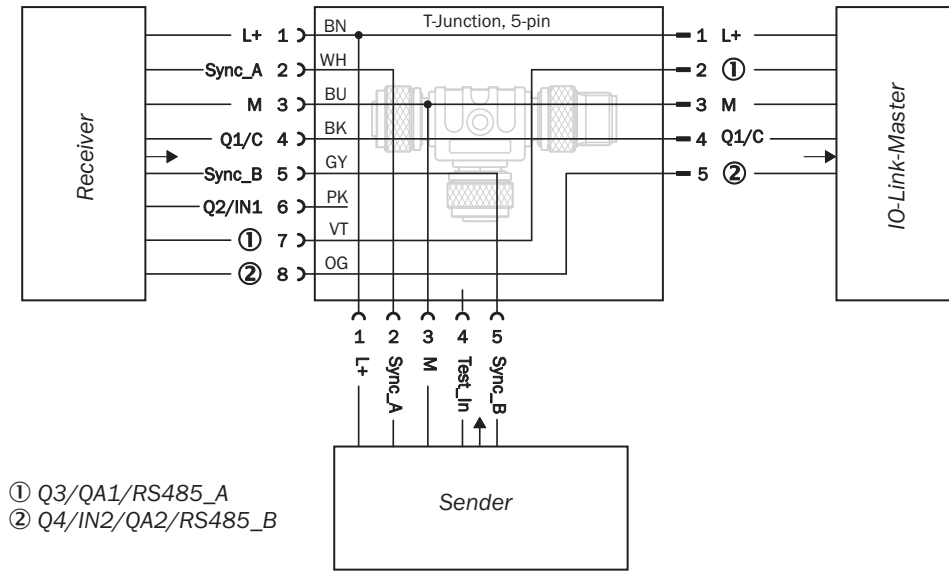 T-Junction, 5-pin
Receiver
L+ 1 BN
Sync_A 2 WH
M 3 BU
Q1/C 4 BK
Sync_B 5 GY
Q2/IN1 6 PK
① 7 VT
② 8 OG
1 L+
2 ①
3 M
4 Q1/C
5 ②
IO-Link-Master
1 2 3 4 5
L+ Sync_A M Test_In Sync_B
Sender
① Q3/QA1/RS485_A
② Q4/IN2/QA2/RS485_B